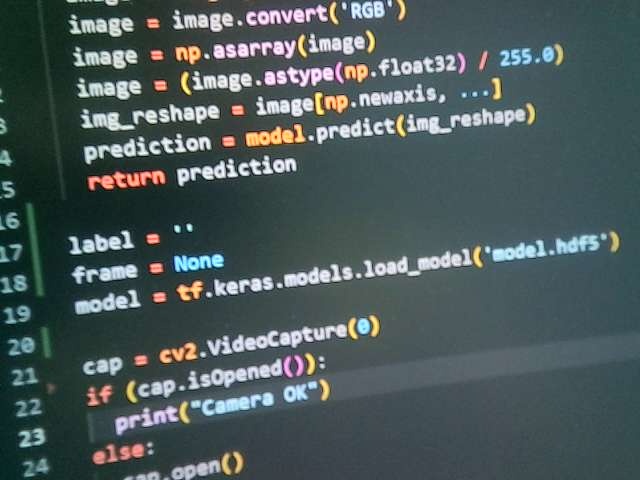 image = image.convert('RGB')
image = np.asarray(image)
image = (image.astype(np.float32) / 255.0)
img_reshape = image[np.newaxis, ...]
prediction = model.predict(img_reshape)
15 return prediction
16
17 label = ''
18 frame = None
19 model = tf.keras.models.load_model('model.hdf5')
20
21 cap = cv2.VideoCapture(0)
22 if (cap.isOpened()):
23 print("Camera OK")
24 else:
cap.open()